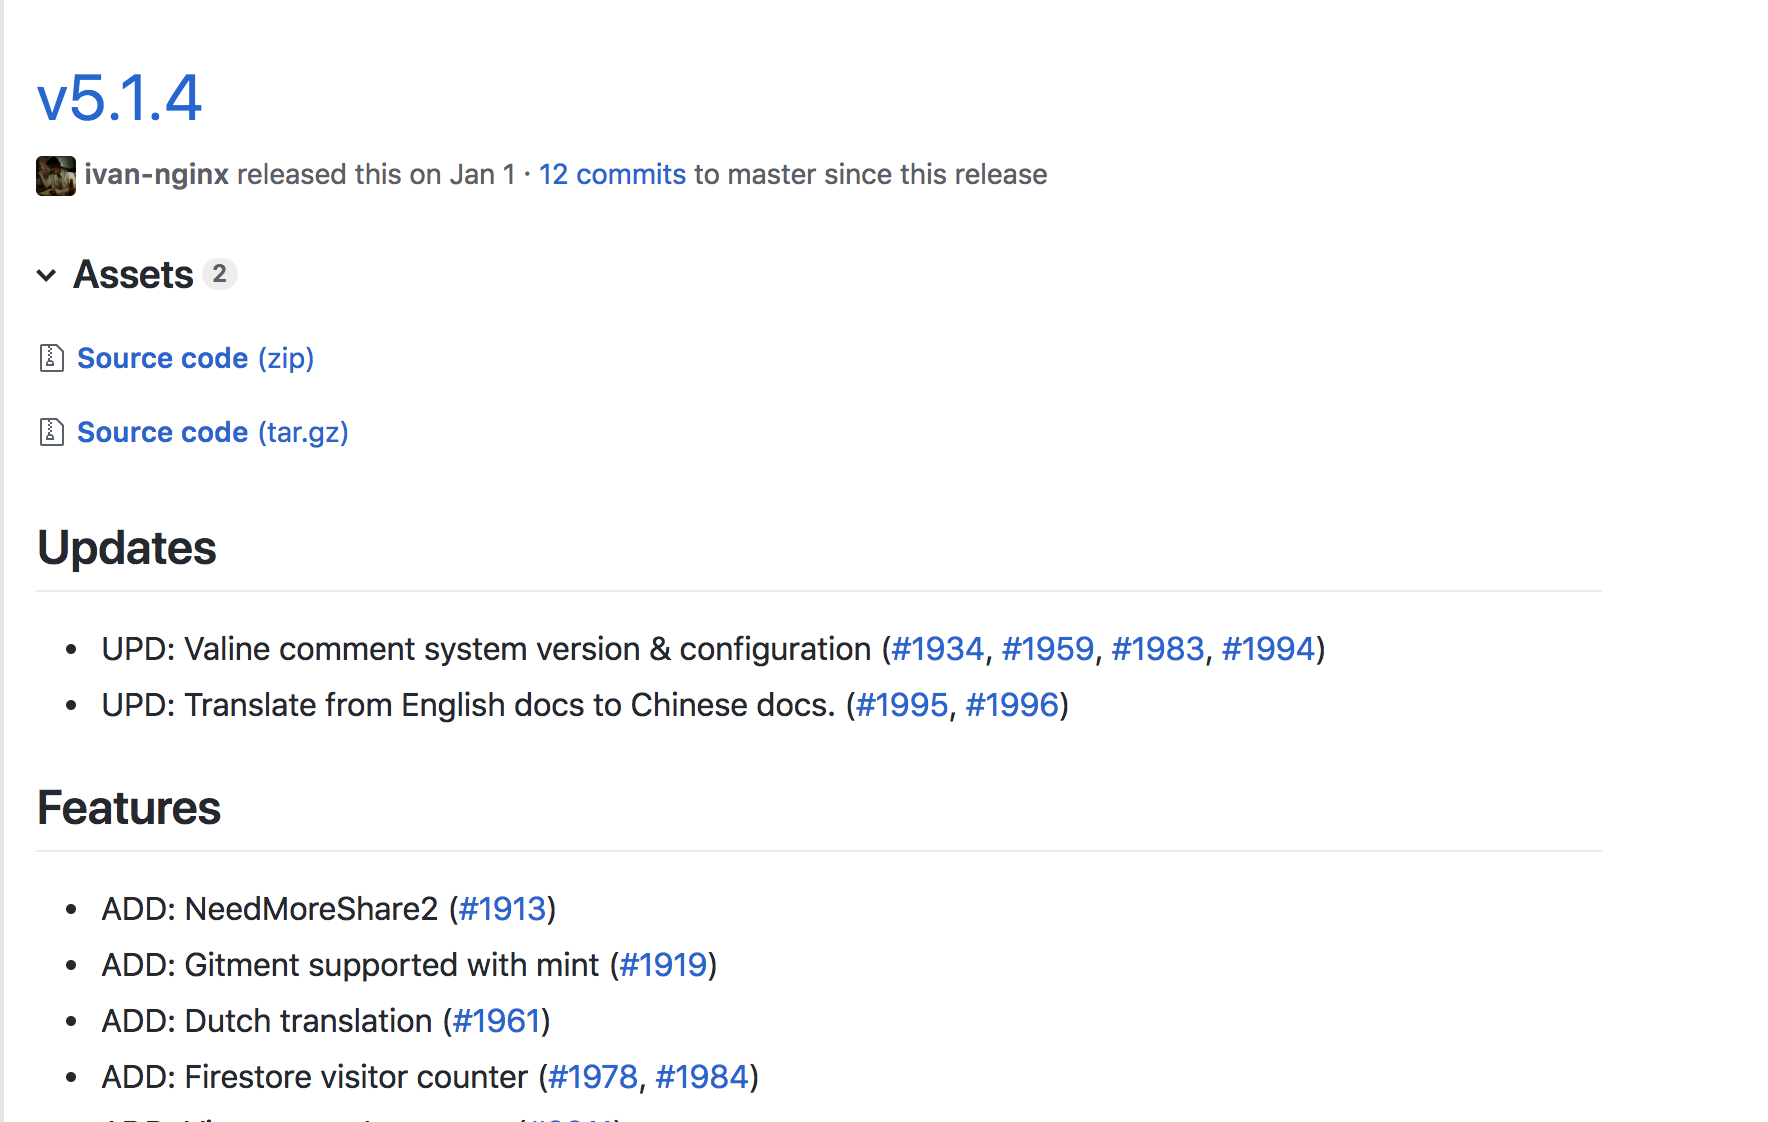 v5.1.4
ivan-nginx released this on Jan 1 · 12 commits to master since this release
Assets 2
Source code (zip)
Source code (tar.gz)
Updates
• UPD: Valine comment system version & configuration (#1934, #1959, #1983, #1994)
• UPD: Translate from English docs to Chinese docs. (#1995, #1996)
Features
• ADD: NeedMoreShare2 (#1913)
• ADD: Gitment supported with mint (#1919)
• ADD: Dutch translation (#1961)
• ADD: Firestore visitor counter (#1978, #1984)